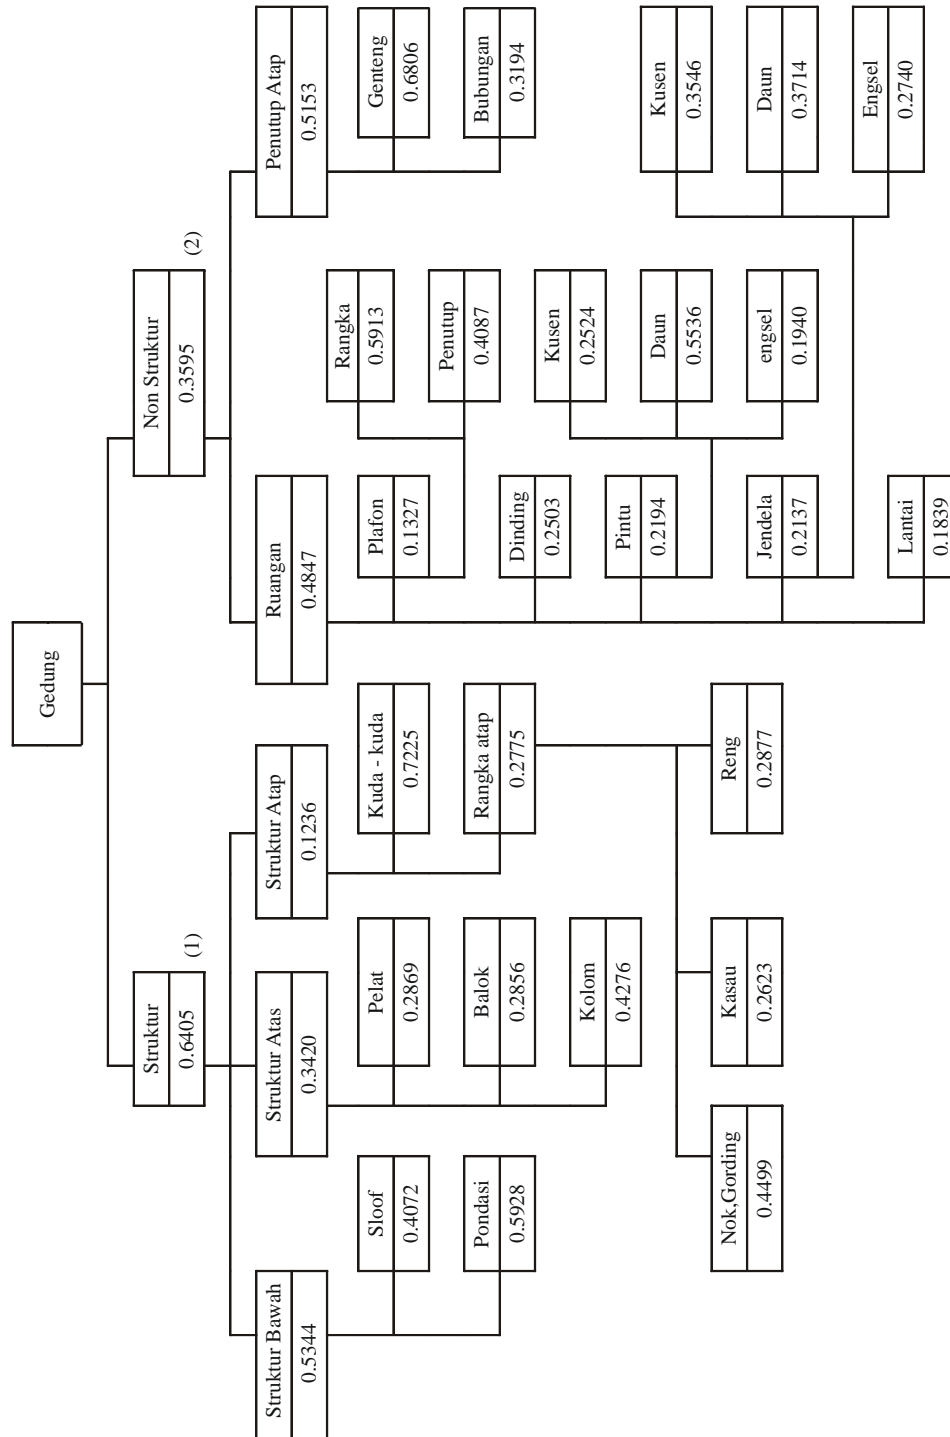 Gedung
Struktur
0.6405
(1)
Non Struktur
0.3595
(2)
Struktur Bawah
0.5344
Struktur Atas
0.3420
Struktur Atap
0.1236
Ruangan
0.4847
Penutup Atap
0.5153
Sloof
0.4072
Pondasi
0.5928
Pelat
0.2869
Balok
0.2856
Kolom
0.4276
Kuda - kuda
0.7225
Rangka atap
0.2775
Nok,Gording
0.4499
Kasau
0.2623
Reng
0.2877
Plafon
0.1327
Rangka
0.5913
Penutup
0.4087
Dinding
0.2503
Pintu
0.2194
Kusen
0.2524
Daun
0.5536
engsel
0.1940
Jendela
0.2137
Kusen
0.3546
Daun
0.3714
Engsel
0.2740
Lantai
0.1839
Genteng
0.6806
Bubungan
0.3194